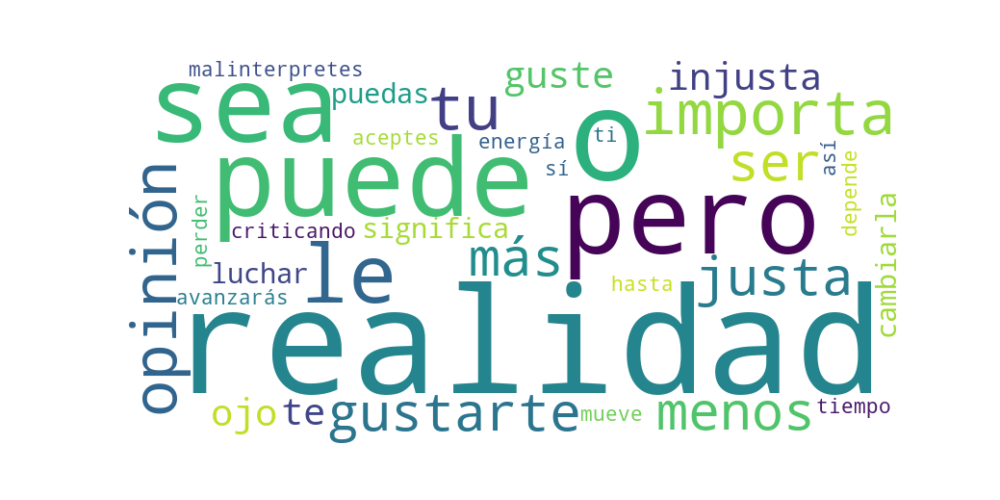 malinterpretes
guste
injusta
sea
puedas
tu
o
importa
aceptes
energía
ti
sí
ser
así
puede
opinión
perder
pero
depende
criticando
significa
más
cambiarla
luchar
le
justa
avanzarás
hasta
realidad
ojo
te
gustarte
mueve
menos
tiempo